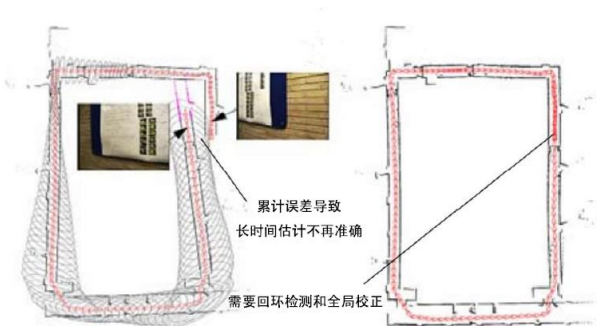 累计误差导致
长时间估计不再准确
需要回环检测和全局校正